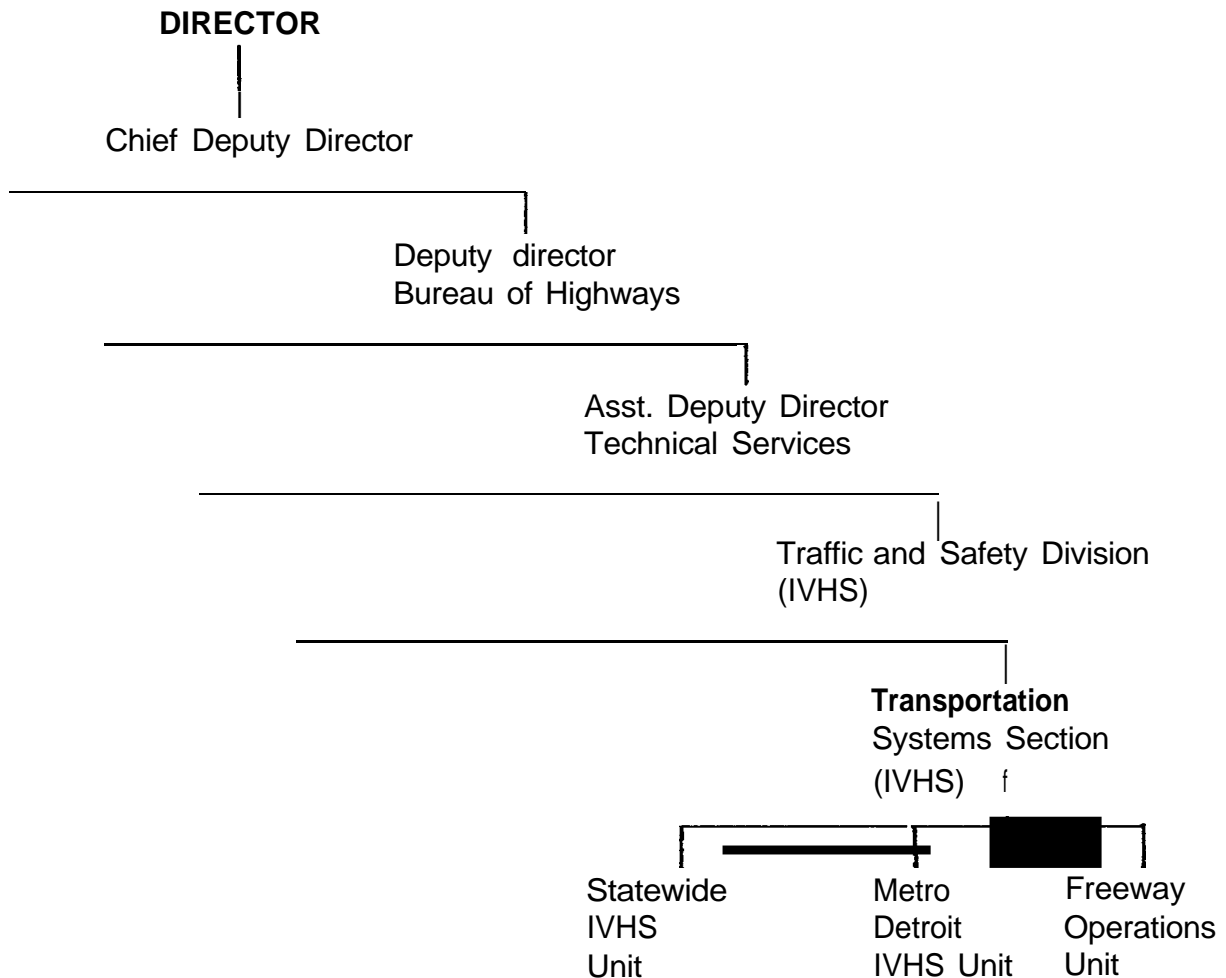 DIRECTOR
Chief Deputy Director
Deputy director
Bureau of Highways
Asst. Deputy Director
Technical Services
Traffic and Safety Division
(IVHS)
Transportation
Systems Section
(IVHS) f
Statewide
IVHS
Unit
Metro
Detroit
IVHS Unit
Freeway
Operations
Unit